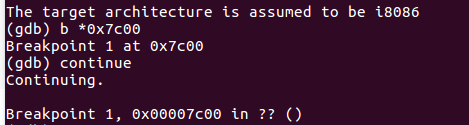 The target architecture is assumed to be i8086
(gdb) b *0x7c00
Breakpoint 1 at 0x7c00
(gdb) continue
Continuing.
Breakpoint 1, 0x00007c00 in ?? ()